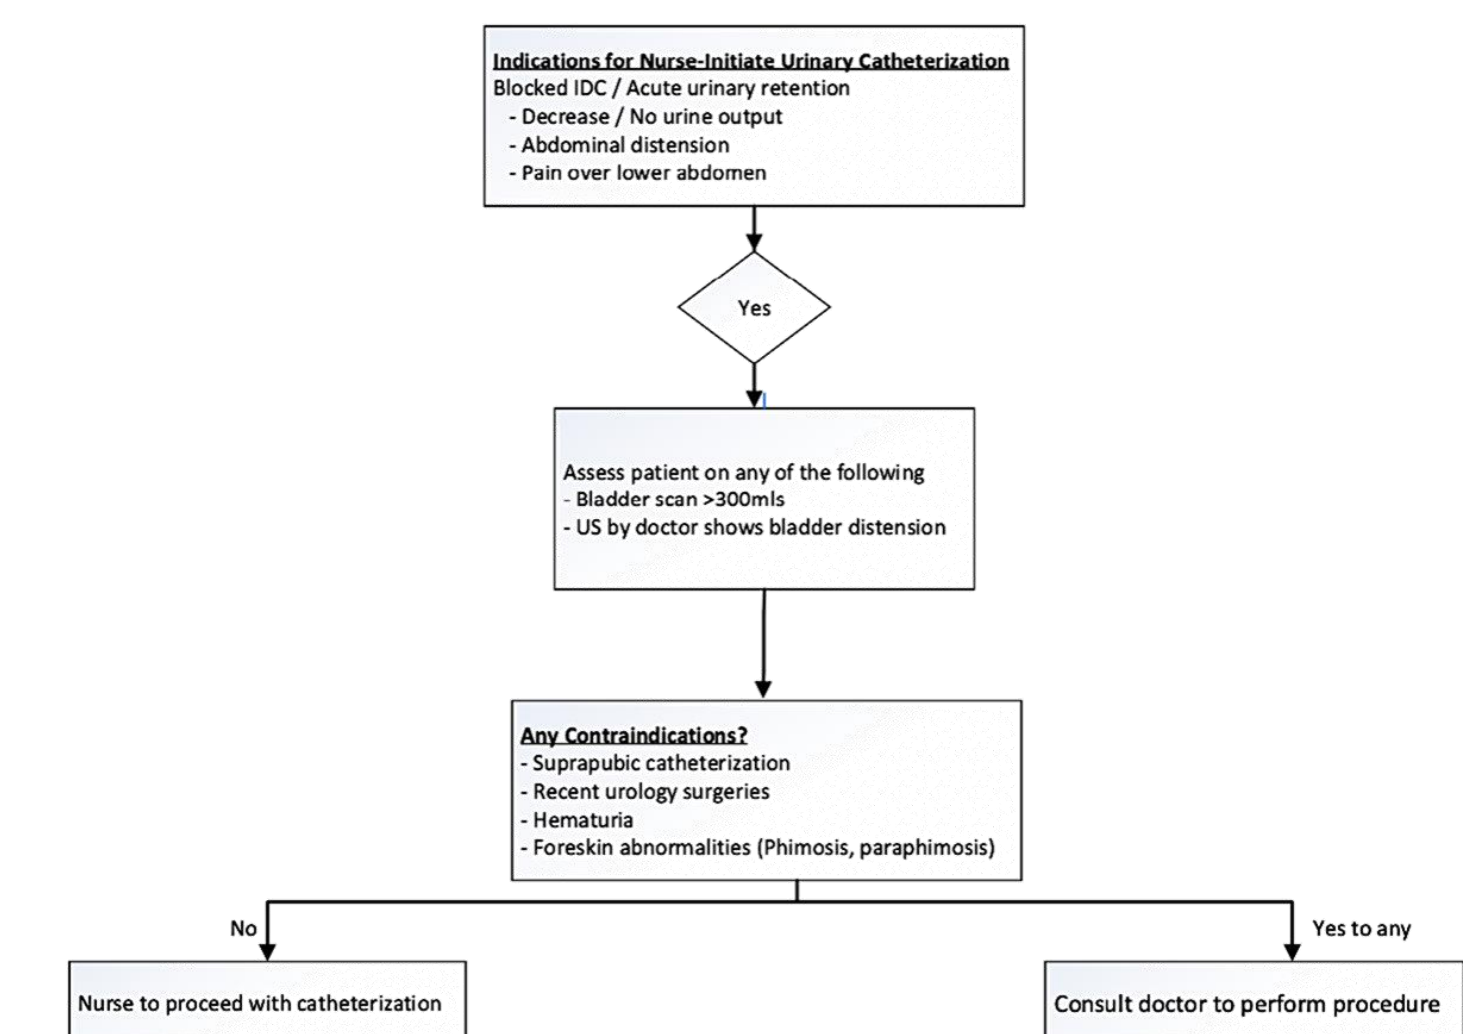 Indications for Nurse-Initiate Urinary Catheterization
Blocked IDC / Acute urinary retention
- Decrease / No urine output
- Abdominal distension
- Pain over lower abdomen
Yes
Assess patient on any of the following
- Bladder scan >300mls
- US by doctor shows bladder distension
Any Contraindications?
- Suprapubic catheterization
- Recent urology surgeries
- Hematuria
- Foreskin abnormalities (Phimosis, paraphimosis)
No
Yes to any
Nurse to proceed with catheterization
Consult doctor to perform procedure